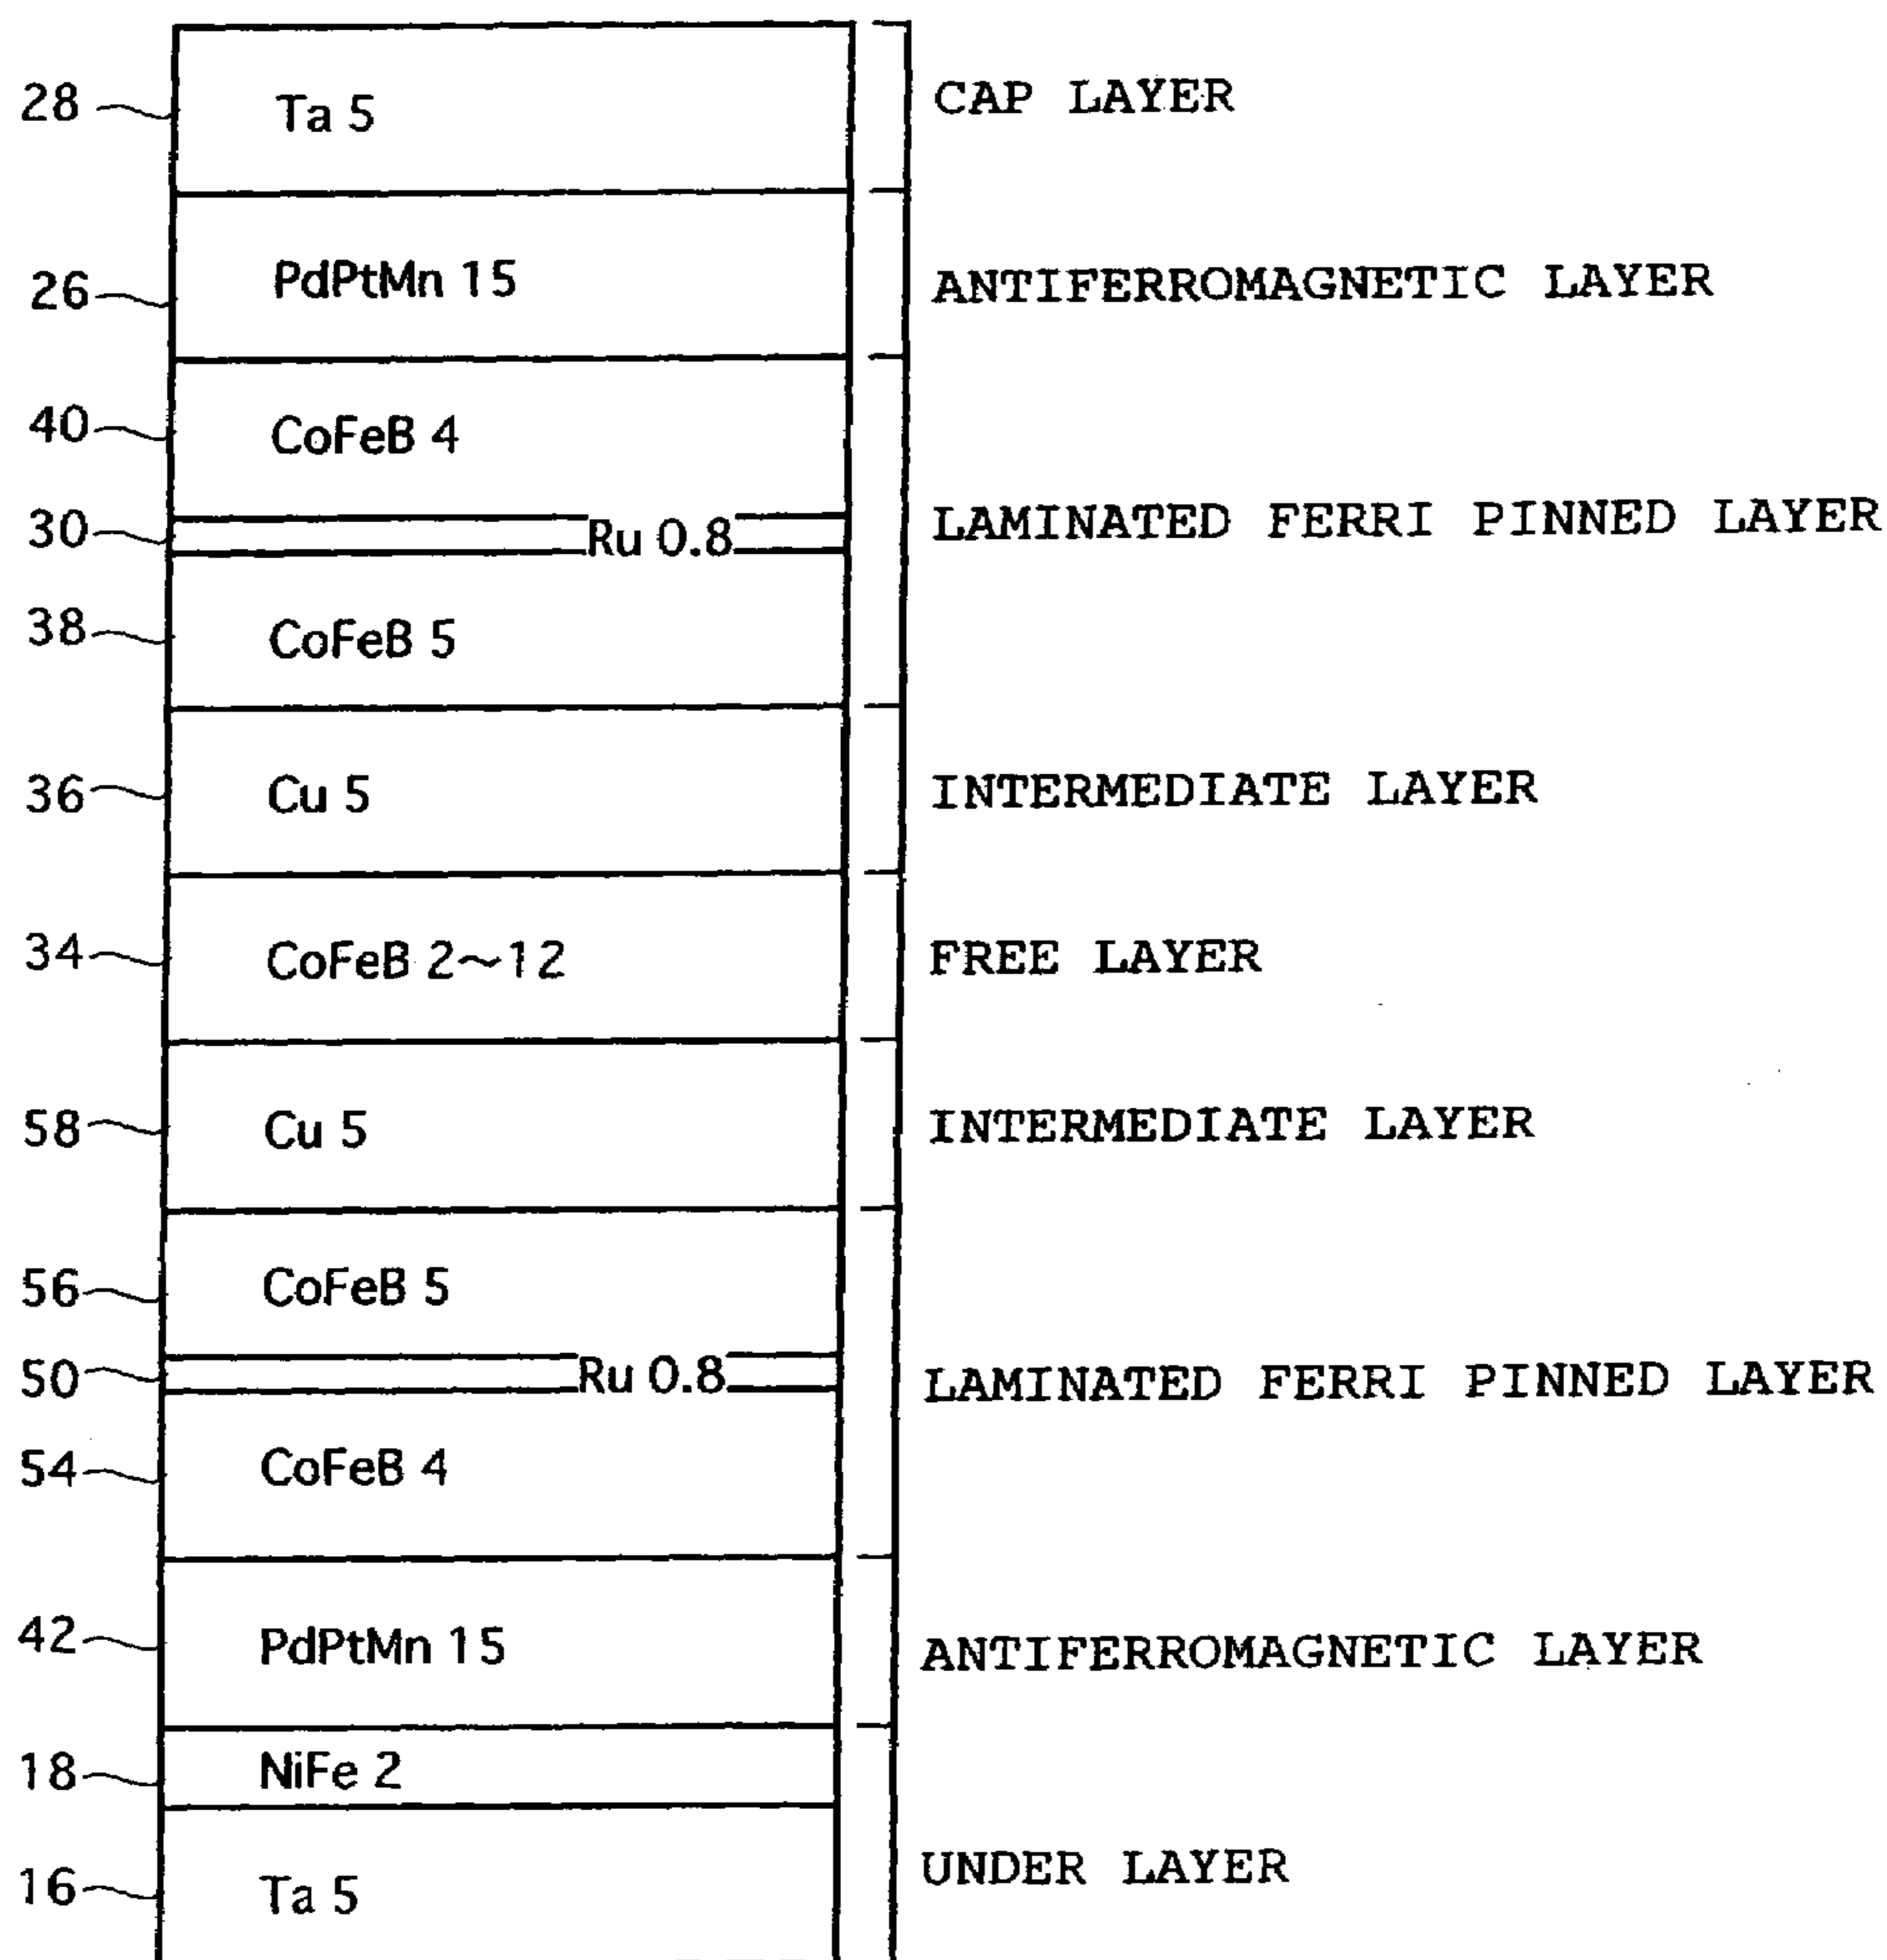 28 Ta 5 CAP LAYER
26 PdPtMn 15 ANTIFERROMAGNETIC LAYER
40 CoFeB 4
30 Ru 0.8 LAMINATED FERRI PINNED LAYER
38 CoFeB 5
36 Cu 5 INTERMEDIATE LAYER
34 CoFeB 2~12 FREE LAYER
58 Cu 5 INTERMEDIATE LAYER
56 CoFeB 5
50 Ru 0.8 LAMINATED FERRI PINNED LAYER
54 CoFeB 4
42 PdPtMn 15 ANTIFERROMAGNETIC LAYER
18 NiFe 2
16 Ta 5 UNDER LAYER